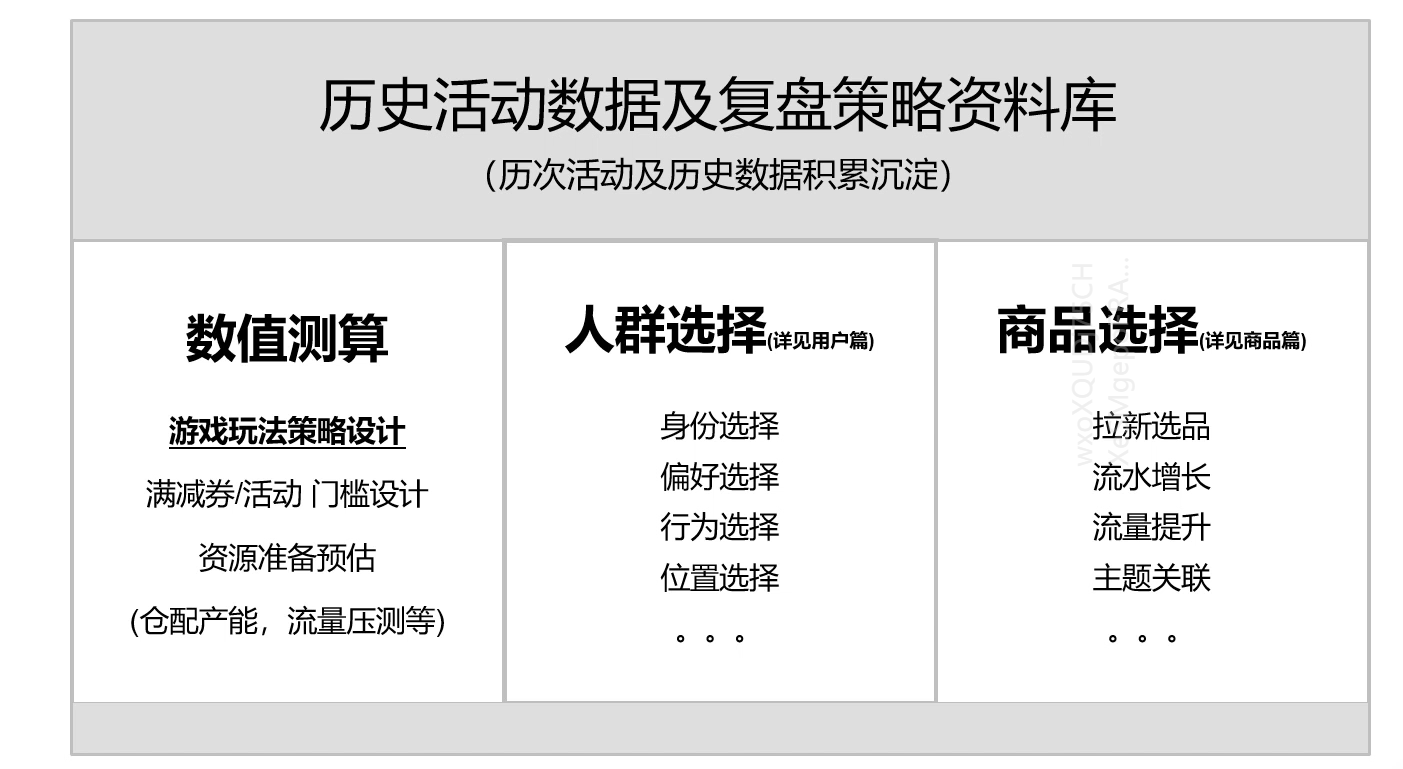 历史活动数据及复盘策略资料库
（历次活动及历史数据积累沉淀）
数值测算
游戏玩法策略设计
满减券/活动 门槛设计
资源准备预估
(仓配产能，流量压测等)
人群选择(详见用户篇)
身份选择
偏好选择
行为选择
位置选择
。。。
商品选择(详见商品篇)
拉新选品
流水增长
流量提升
主题关联
。。。